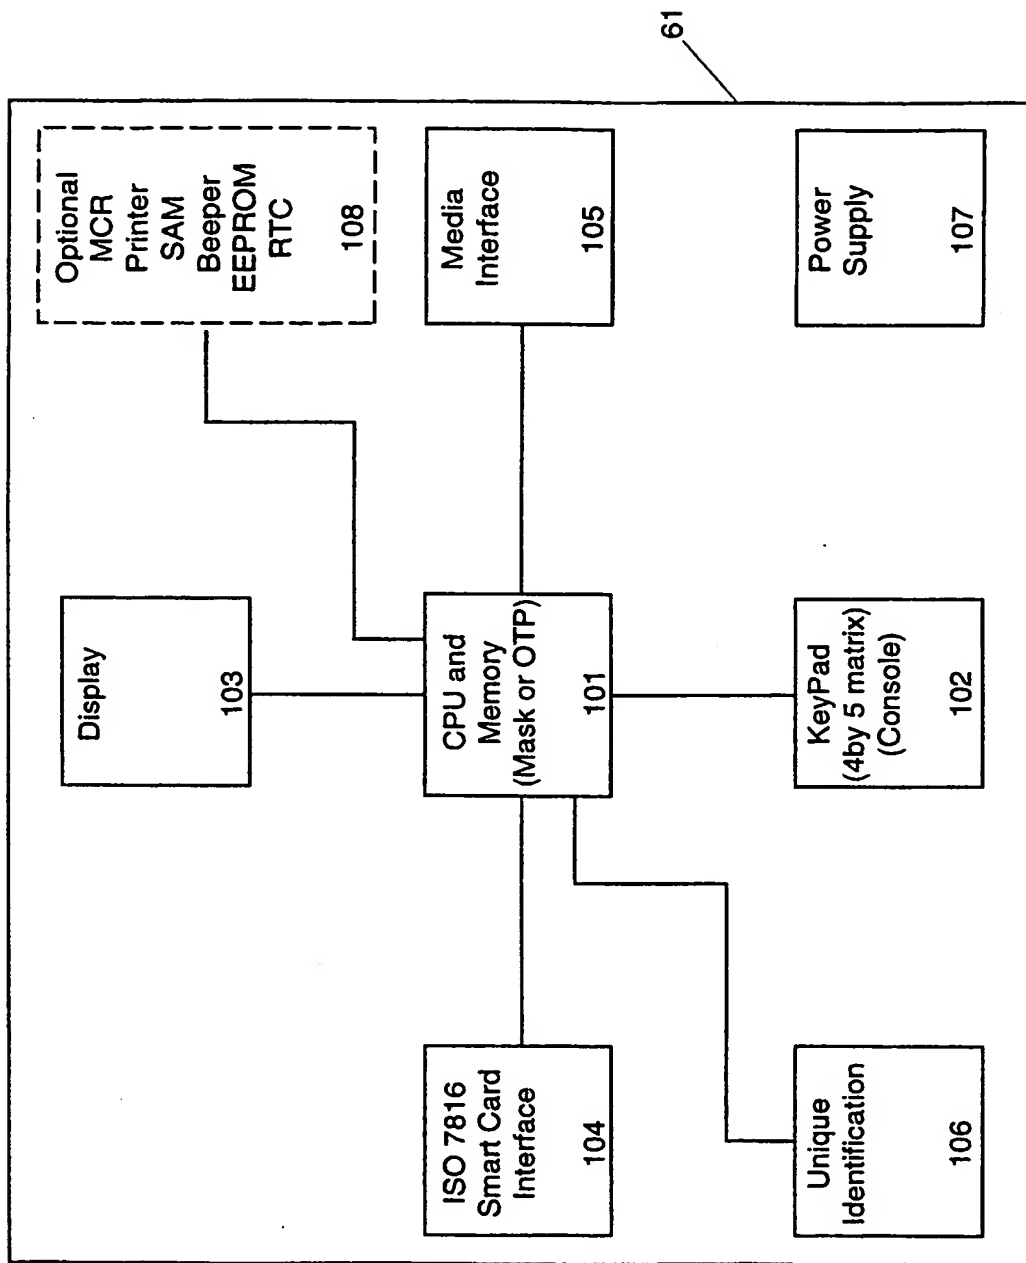 Display
103
Optional
MCR
Printer
SAM
Beeper
EEPROM
RTC
108
ISO 7816
Smart Card
Interface
104
CPU and
Memory
(Mask or OTP)
101
Media
Interface
105
Unique
Identification
106
KeyPad
(4by 5 matrix)
(Console)
102
Power
Supply
107
61